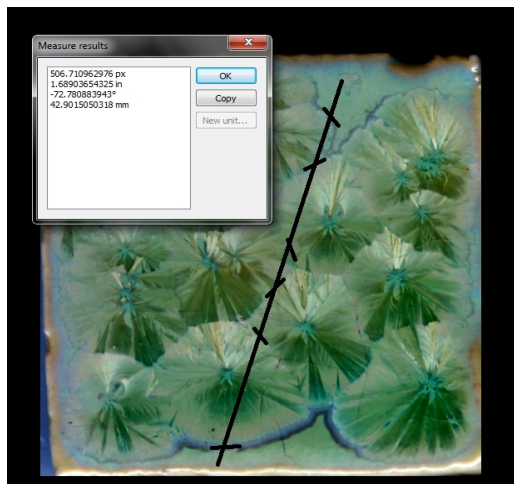 Measure results
506.710962976 px
1.68903654325 in
-72.780883943°
42.9015050318 mm
OK
Copy
New unit...